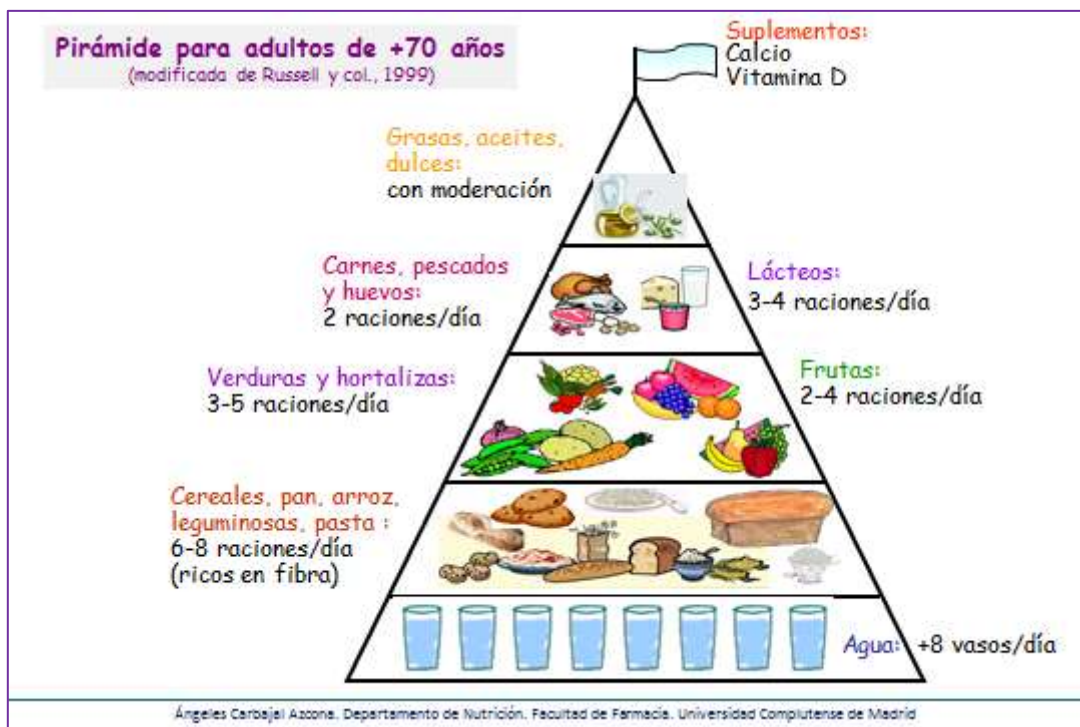 Pirámide para adultos de +70 años
(modificada de Russell y col., 1999)
Suplementos:
Calcio
Vitamina D
Grasas, aceites,
dulces:
con moderación
Carnes, pescados
y huevos:
2 raciones/día
Lácteos:
3-4 raciones/día
Verduras y hortalizas:
3-5 raciones/día
Frutas:
2-4 raciones/día
Cereales, pan, arroz,
leguminosas, pasta :
6-8 raciones/día
(ricos en fibra)
Agua: +8 vasos/día
Ángeles Carbajal Azcona. Departamento de Nutrición. Facultad de Farmacia. Universidad Complutense de Madrid